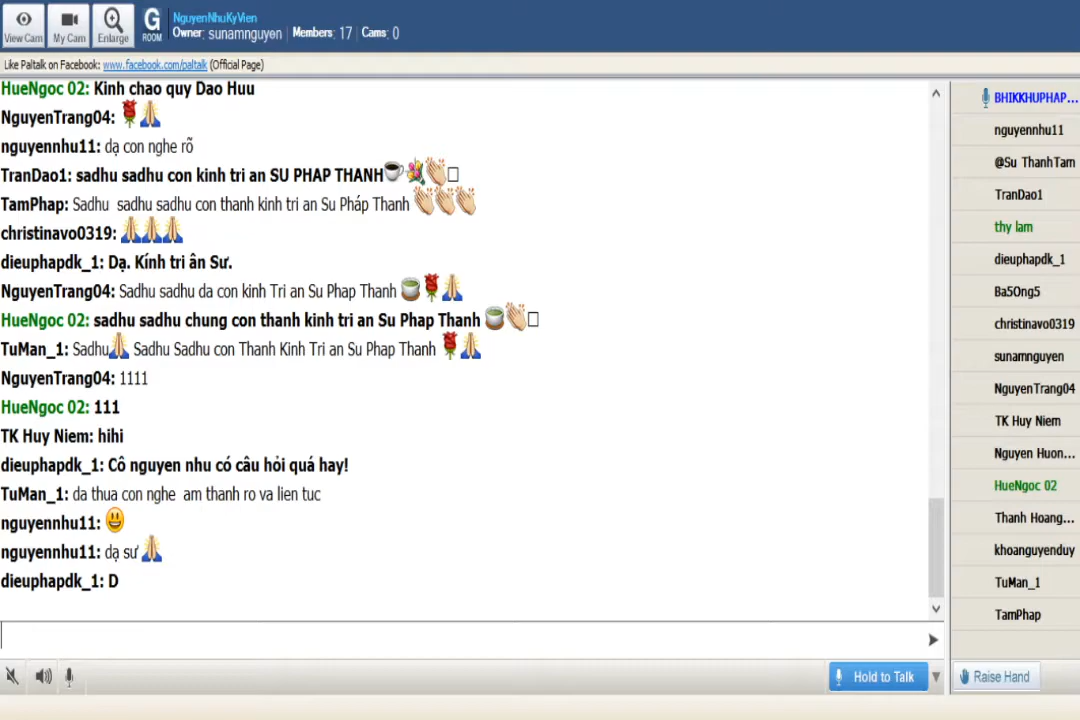 View Cam
My Cam
Enlarge
G
ROOM
NguyenNhuKyVien
Owner: sunamnguyen | Members: 17 | Cams: 0
Like Paltalk on Facebook: www.facebook.com/paltalk (Official Page)
HueNgoc 02: Kinh chao quy Dao Huu
NguyenTrang04: 🌹🙏
nguyennhu11: dạ con nghe rõ
TranDao1: sadhu sadhu con kinh tri an SU PHAP THANH☕💐👏
TamPhap: Sadhu  sadhu sadhu con thanh kinh tri an Su Pháp Thanh 👏👏👏
christinavo0319: 🙏🙏🙏
dieuphapdk_1: Dạ. Kính tri ân Sư.
NguyenTrang04: Sadhu sadhu da con kinh Tri an Su Phap Thanh 🍵🌹🙏
HueNgoc 02: sadhu sadhu chung con thanh kinh tri an Su Phap Thanh 🍵👏
TuMan_1: Sadhu🙏 Sadhu Sadhu con Thanh Kinh Tri an Su Phap Thanh 🌹🙏
NguyenTrang04: 1111
HueNgoc 02: 111
TK Huy Niem: hihi
dieuphapdk_1: Cô nguyen nhu có câu hỏi quá hay!
TuMan_1: da thua con nghe  am thanh ro va lien tuc
nguyennhu11: 😃
nguyennhu11: dạ sư 🙏
dieuphapdk_1: D
Hold to Talk
BHIKKHUPHAP...
nguyennhu11
@Su ThanhTam
TranDao1
thy lam
dieuphapdk_1
Ba5Ong5
christinavo0319
sunamnguyen
NguyenTrang04
TK Huy Niem
Nguyen Huon...
HueNgoc 02
Thanh Hoang...
khoanguyenduy
TuMan_1
TamPhap
Raise Hand